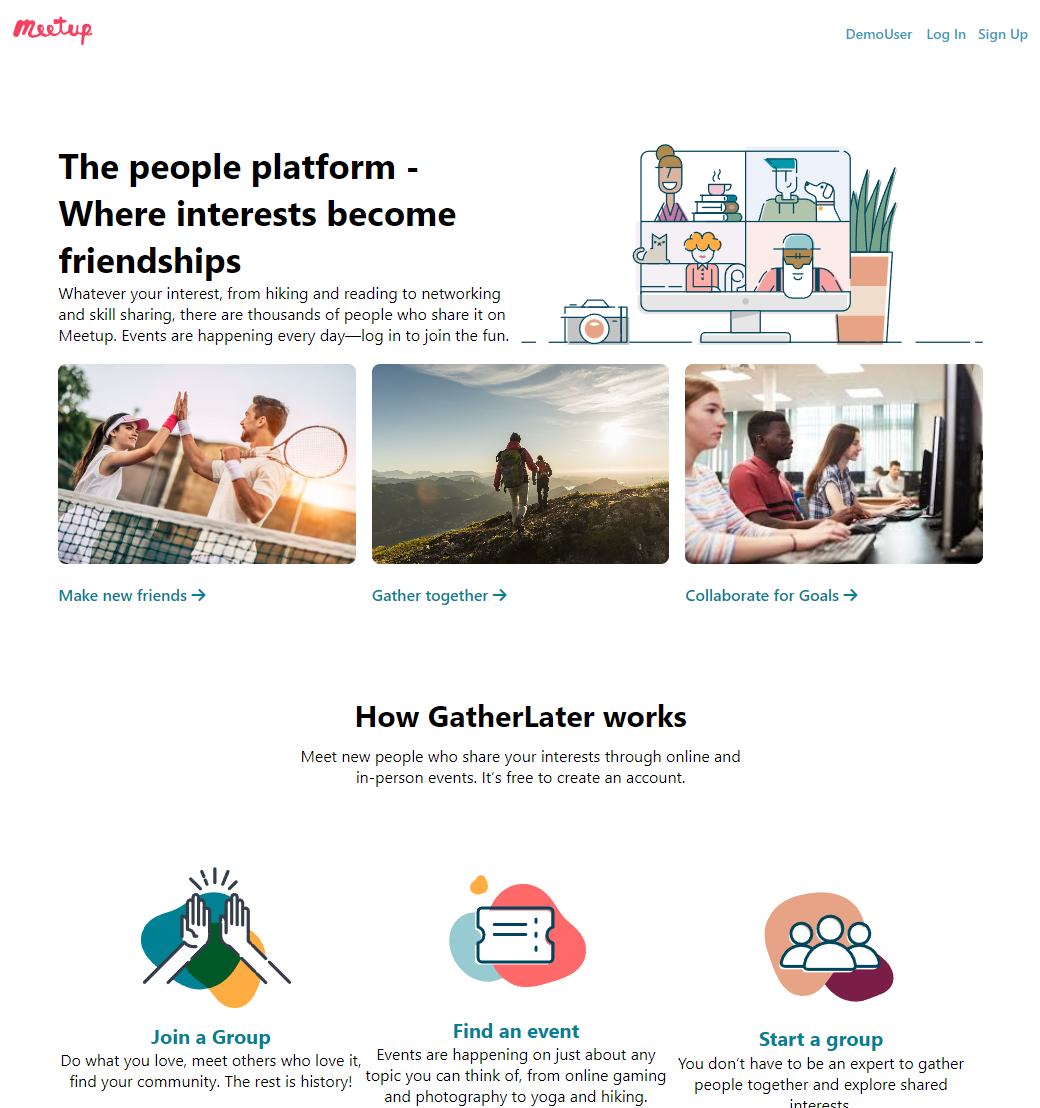 Meetup
DemoUser Log In Sign Up
The people platform -
Where interests become
friendships
Whatever your interest, from hiking and reading to networking
and skill sharing, there are thousands of people who share it on
Meetup. Events are happening every day—log in to join the fun.
Make new friends →
Gather together →
Collaborate for Goals →
How GatherLater works
Meet new people who share your interests through online and
in-person events. It’s free to create an account.
Join a Group
Do what you love, meet others who love it,
find your community. The rest is history!
Find an event
Events are happening on just about any
topic you can think of, from online gaming
and photography to yoga and hiking.
Start a group
You don’t have to be an expert to gather
people together and explore shared
interests